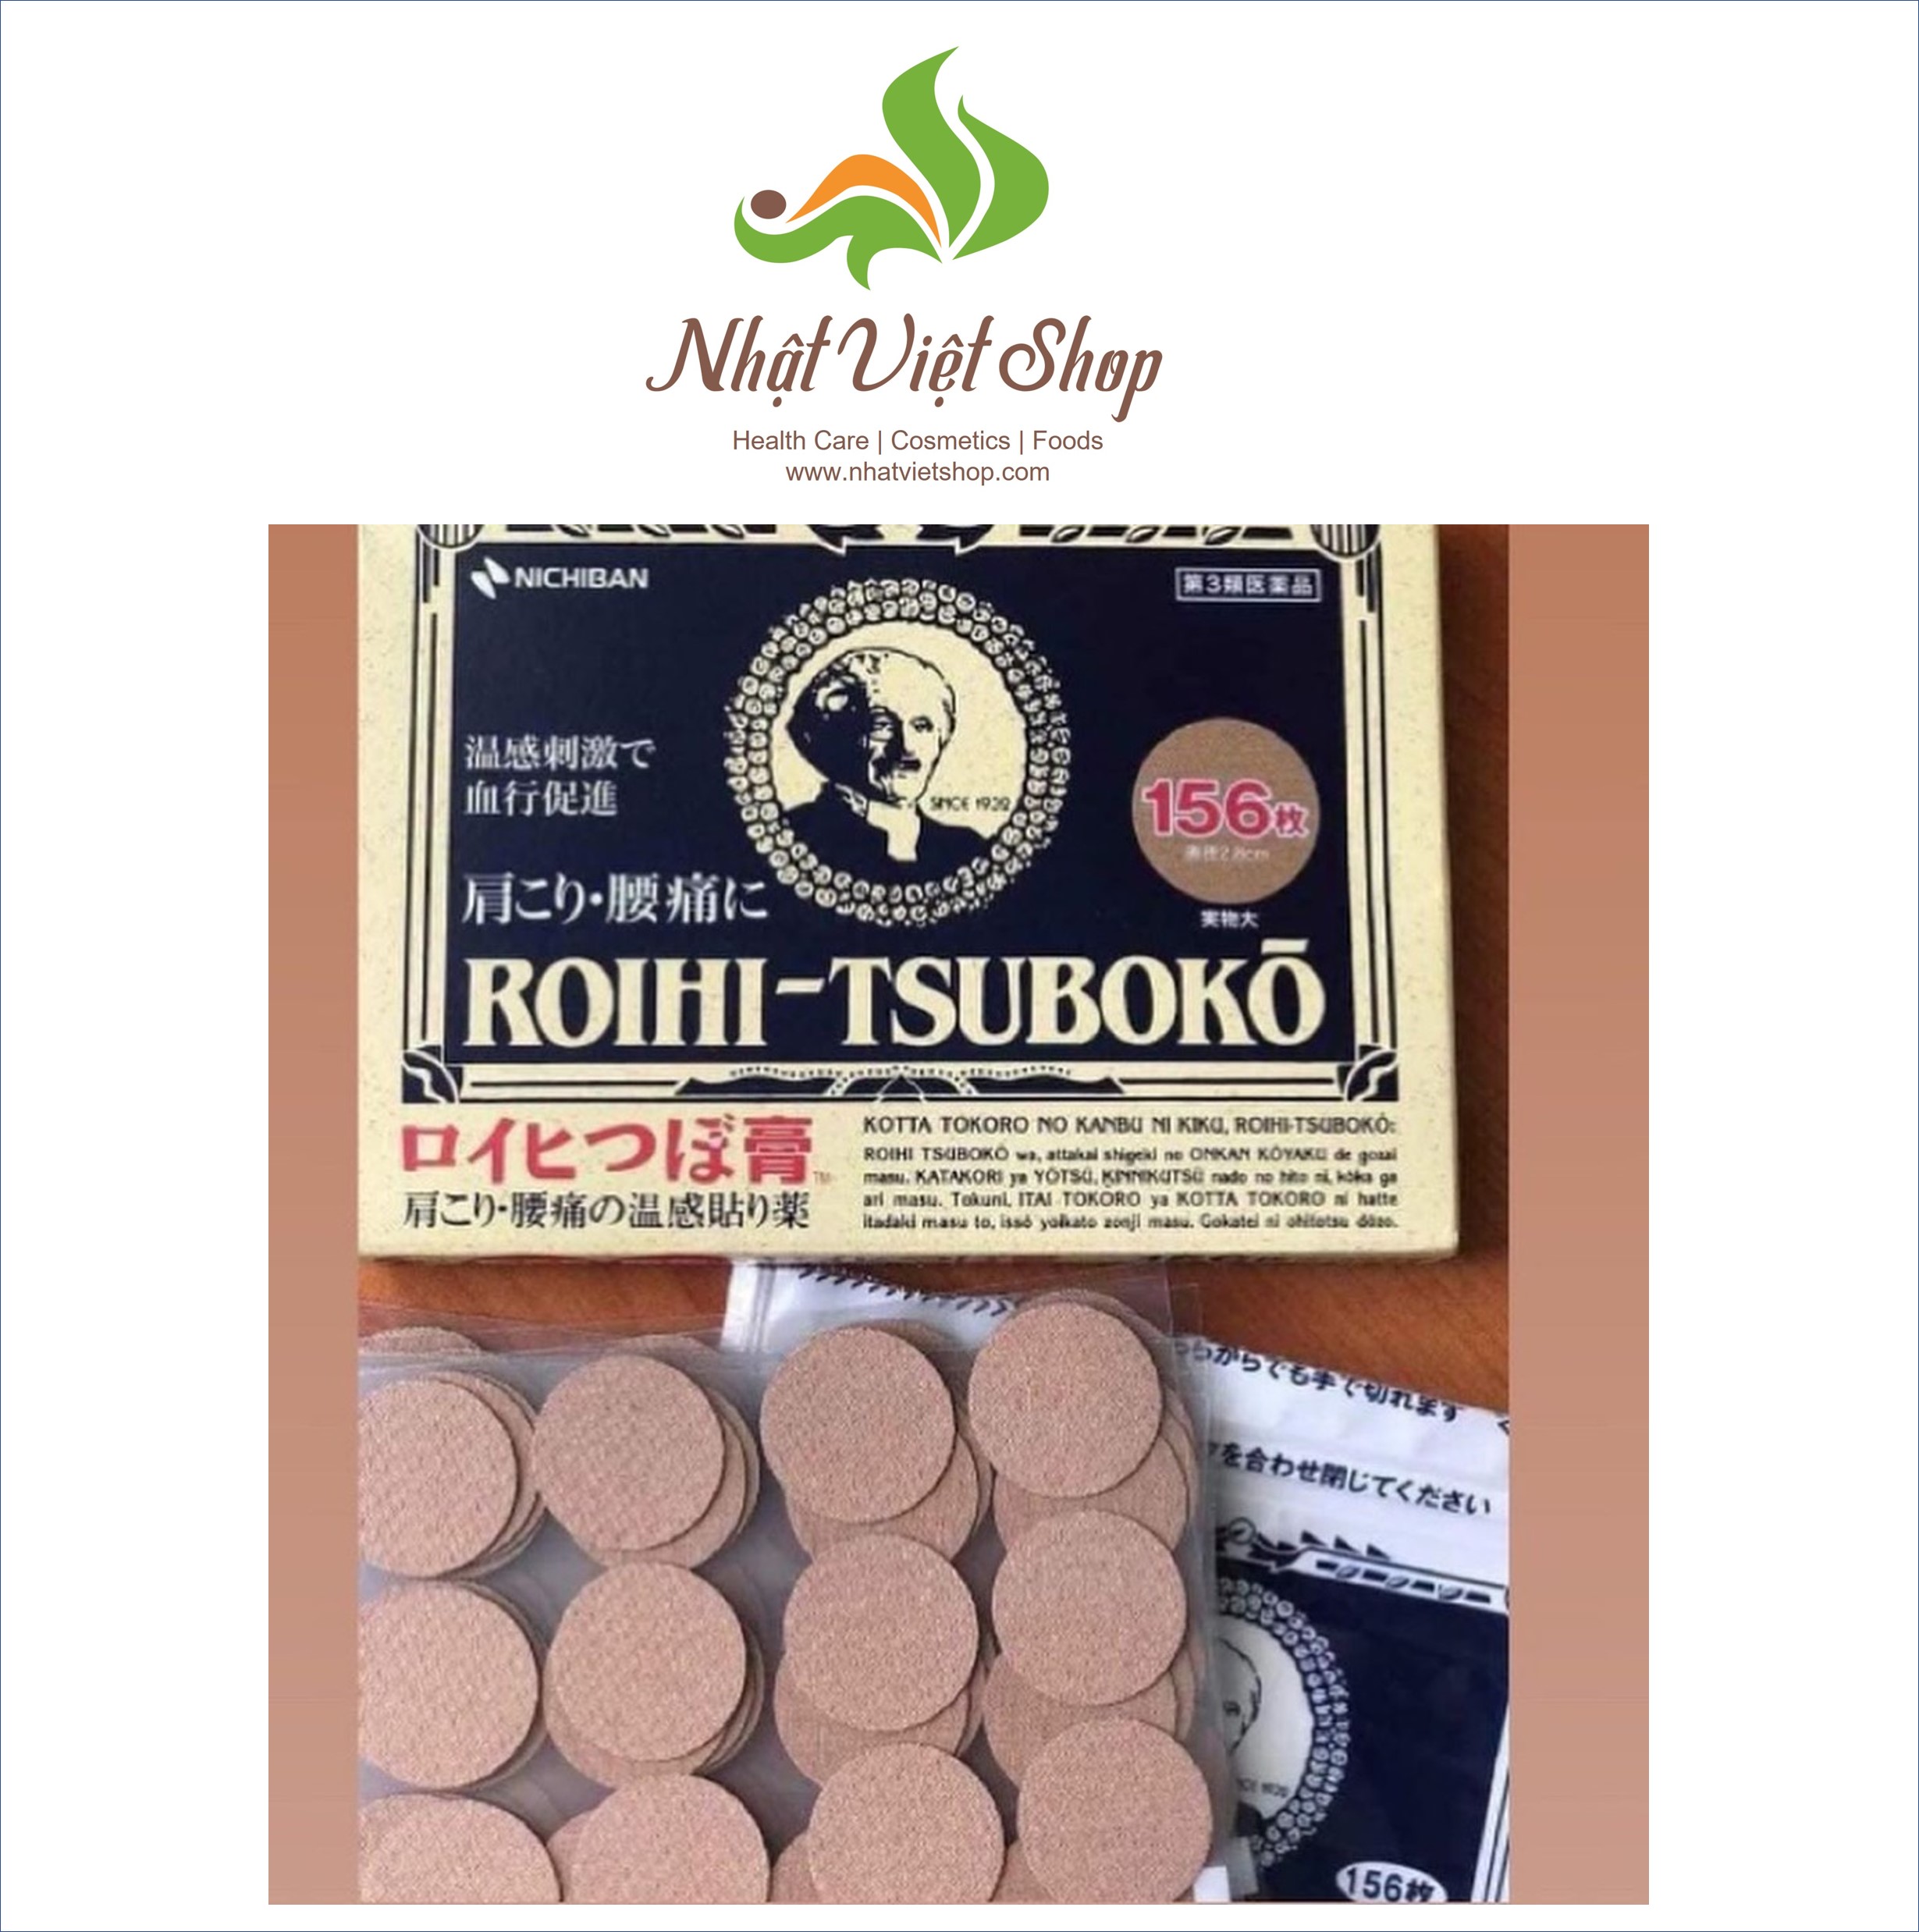 Nhật Việt Shop
Health Care | Cosmetics | Foods
www.nhatvietshop.com
NICHIBAN
第3類医薬品
温感刺激で
血行促進
SINCE 1932
156枚
直径2.8cm
実物大
肩こり・腰痛に
ROIHI-TSUBOKŌ
ロイヒつぼ膏™
肩こり・腰痛の温感貼り薬
KOTTA TOKORO NO KANBU NI KIKU, ROIHI-TSUBOKŌ:
ROIHI TSUBOKŌ wa, attakai shigeki no ONKAN KŌYAKU de gozai
masu. KATAKORI ya YŌTSŪ, KINNIKUTSŪ nado no hito ni, kōka ga
ari masu. Tokuni, ITAI TOKORO ya KOTTA TOKORO ni hatte
itadaki masu to, issō yoikato zonji masu. Gokatei ni ohitotsu dōzo.
らからでも手で切れます
を合わせ閉じてください
156枚